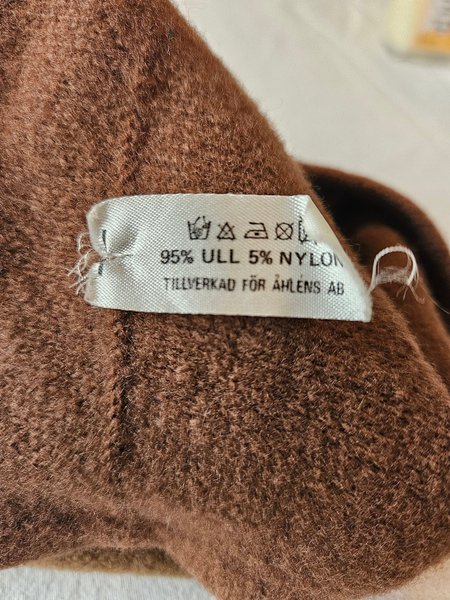 95% ULL 5% NYLON
TILLVERKAD FÖR ÅHLÉNS AB